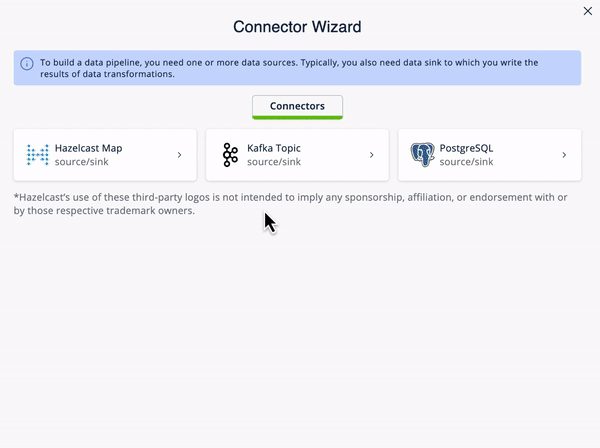 Connector Wizard
To build a data pipeline, you need one or more data sources. Typically, you also need data sink to which you write the
results of data transformations.
Connectors
Hazelcast Map
source/sink
Kafka Topic
source/sink
PostgreSQL
source/sink
*Hazelcast's use of these third-party logos is not intended to imply any sponsorship, affiliation, or endorsement with or
by those respective trademark owners.